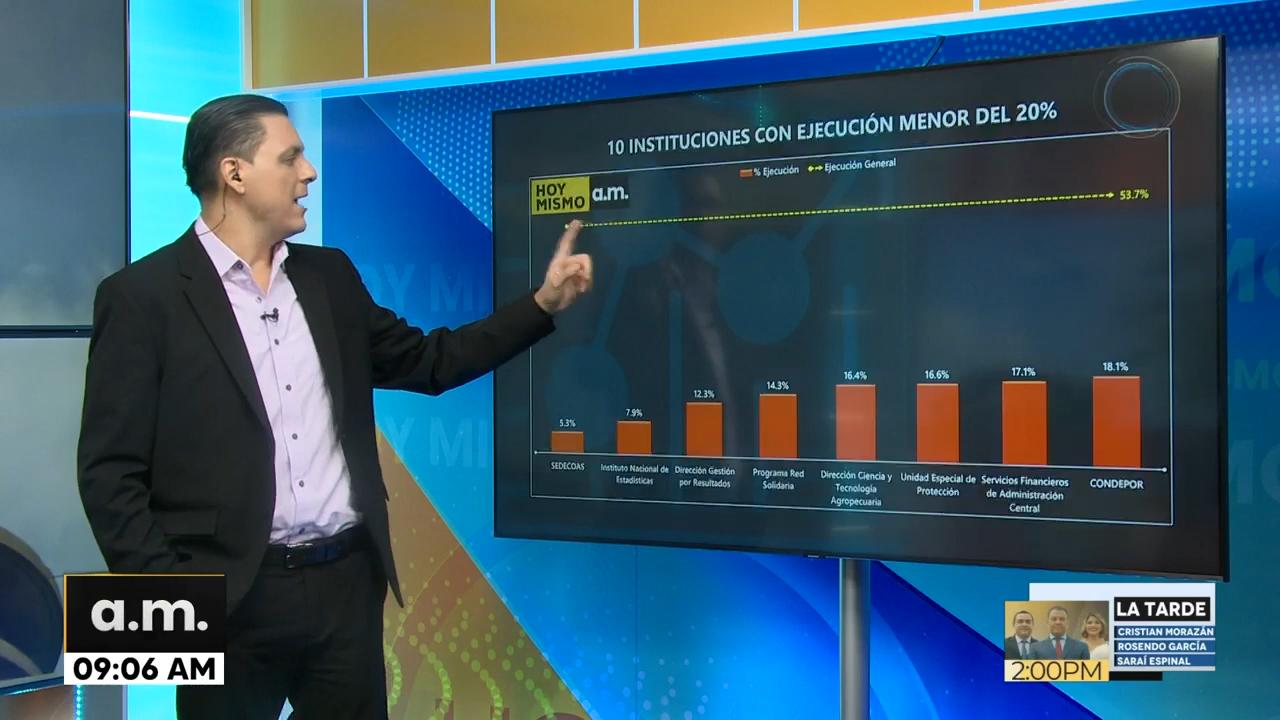 10 INSTITUCIONES CON EJECUCIÓN MENOR DEL 20%
% Ejecución
Ejecución General
HOY
MISMO
a.m.
53.7%
5.3%
7.9%
12.3%
14.3%
16.4%
16.6%
17.1%
18.1%
SEDECOAS
Instituto Nacional de
Estadísticas
Dirección Gestión
por Resultados
Programa Red
Solidaria
Dirección Ciencia y
Tecnología
Agropecuaria
Unidad Especial de
Protección
Servicios Financieros
de Administración
Central
CONDEPOR
a.m.
09:06 AM
LA TARDE
CRISTIAN MORAZÁN
ROSENDO GARCÍA
SARAÍ ESPINAL
2:00PM